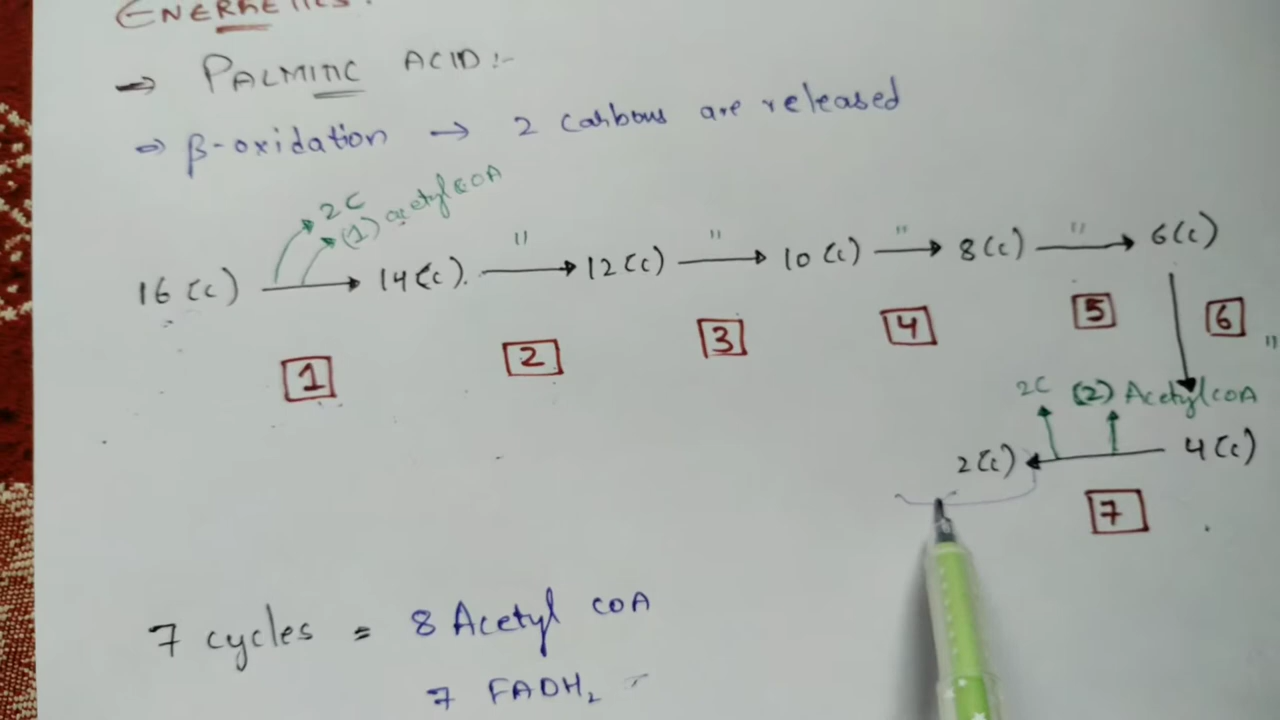 ENERGETICS:
→ PALMITIC ACID:-
⇒ β-oxidation → 2 carbons are released
2C
(1) acetyl COA
16 (c) → 14 (c). —"→ 12 (c) —"→ 10 (c) —"→ 8 (c) —"→ 6 (c)
1 2 3 4 5 6 "
2C (2) Acetyl COA
2 (c) ← 4 (c)
7
7 cycles = 8 Acetyl COA
7 FADH₂